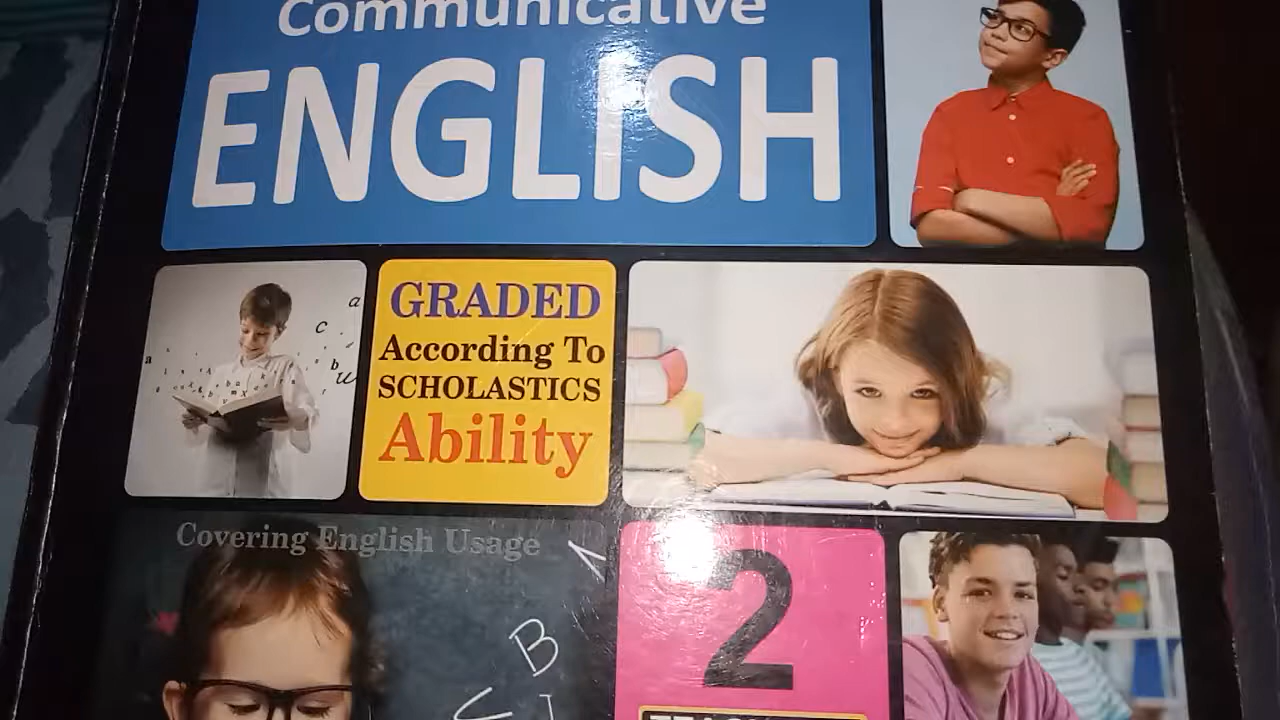 Communicative
ENGLISH
GRADED
According To
SCHOLASTICS
Ability
Covering English Usage
B
2